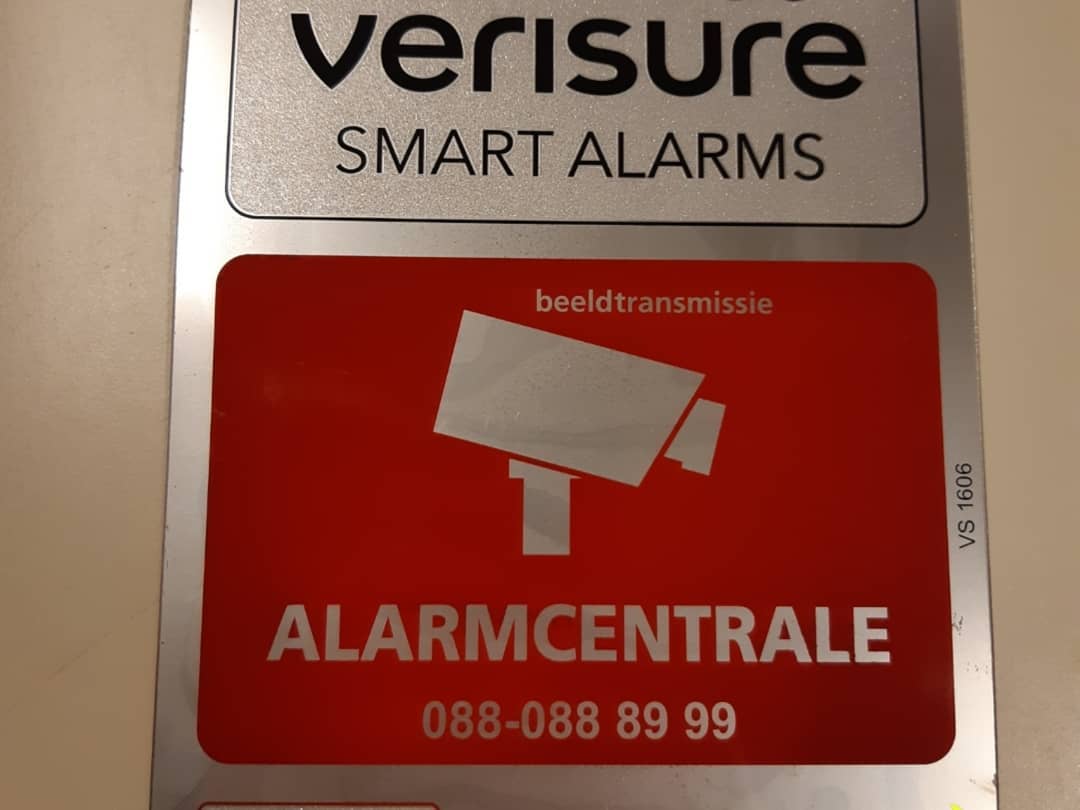 verisure
SMART ALARMS
beeldtransmissie
VS 1606
ALARMCENTRALE
088-088 89 99